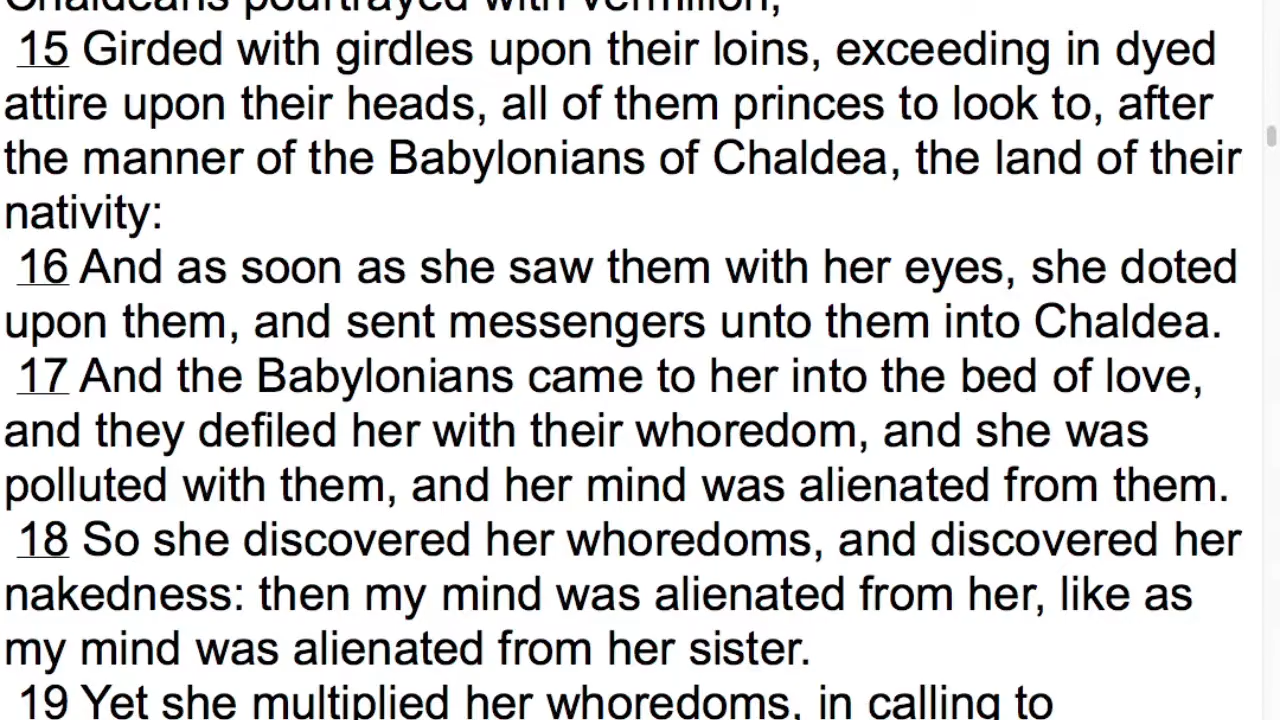 Chaldeans pourtrayed with vermilion,
15 Girded with girdles upon their loins, exceeding in dyed
attire upon their heads, all of them princes to look to, after
the manner of the Babylonians of Chaldea, the land of their
nativity:
16 And as soon as she saw them with her eyes, she doted
upon them, and sent messengers unto them into Chaldea.
17 And the Babylonians came to her into the bed of love,
and they defiled her with their whoredom, and she was
polluted with them, and her mind was alienated from them.
18 So she discovered her whoredoms, and discovered her
nakedness: then my mind was alienated from her, like as
my mind was alienated from her sister.
19 Yet she multiplied her whoredoms, in calling to